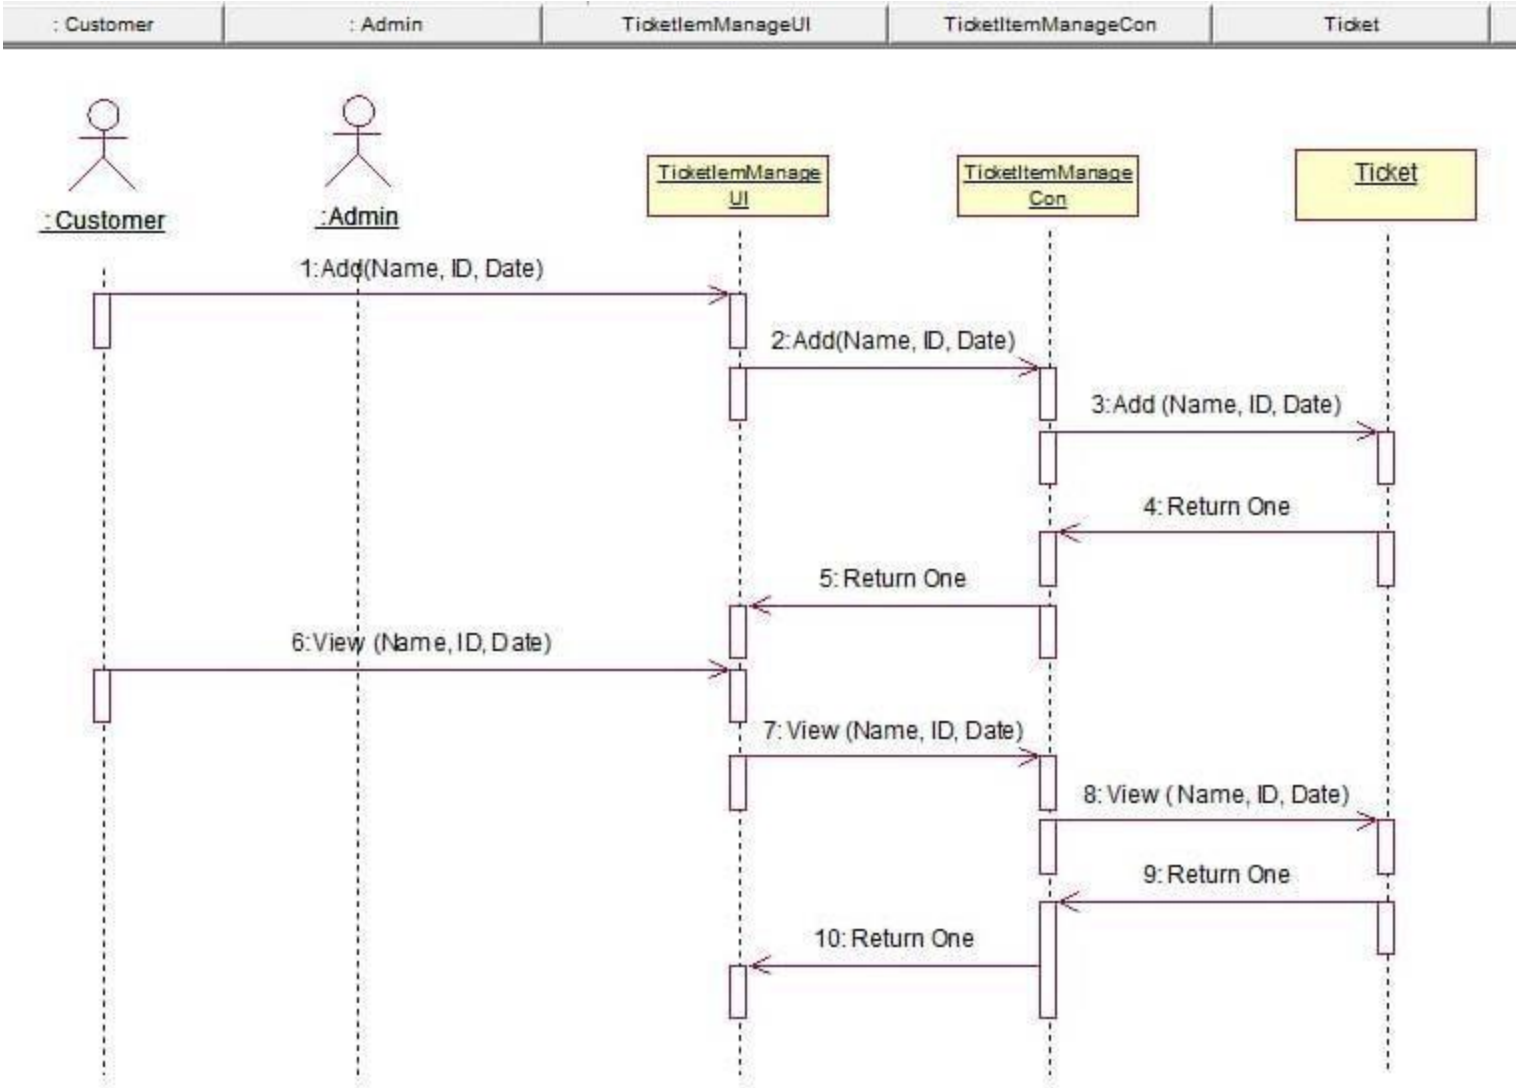 : Customer
: Admin
TicketIemManageUI
TicketItemManageCon
Ticket
:Customer
:Admin
TicketIemManage
UI
TicketItemManage
Con
Ticket
1:Add(Name, ID, Date)
2:Add(Name, ID, Date)
3:Add (Name, ID, Date)
4: Return One
5: Return One
6:View (Name, ID, Date)
7: View (Name, ID, Date)
8: View ( Name, ID, Date)
9: Return One
10: Return One